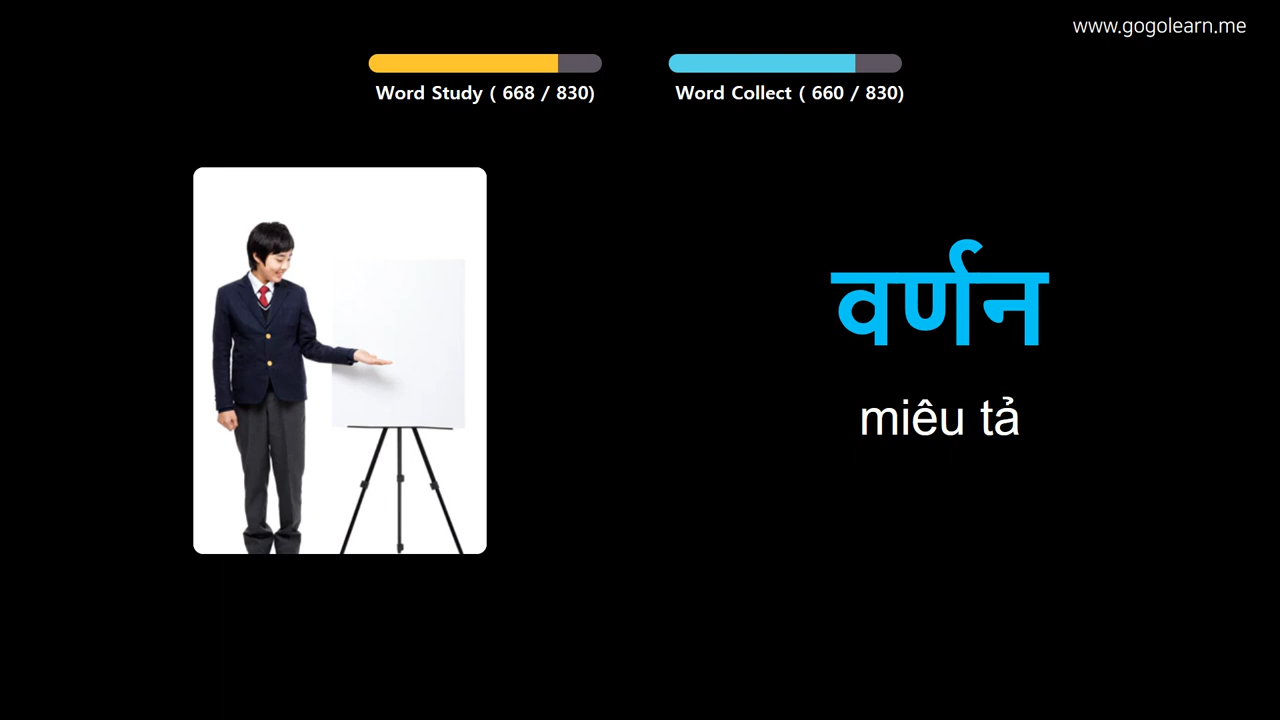 www.gogolearn.me
Word Study ( 668 / 830)
Word Collect ( 660 / 830)
वर्णन
miêu tả